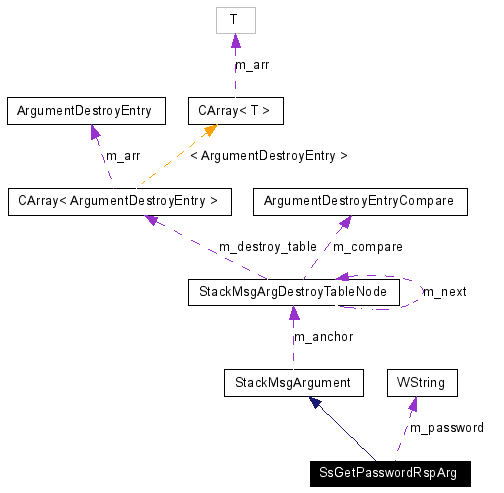 T
m_arr
ArgumentDestroyEntry
CArray< T >
m_arr
< ArgumentDestroyEntry >
CArray< ArgumentDestroyEntry >
ArgumentDestroyEntryCompare
m_destroy_table
m_compare
StackMsgArgDestroyTableNode
m_next
m_anchor
StackMsgArgument
WString
m_password
SsGetPasswordRspArg